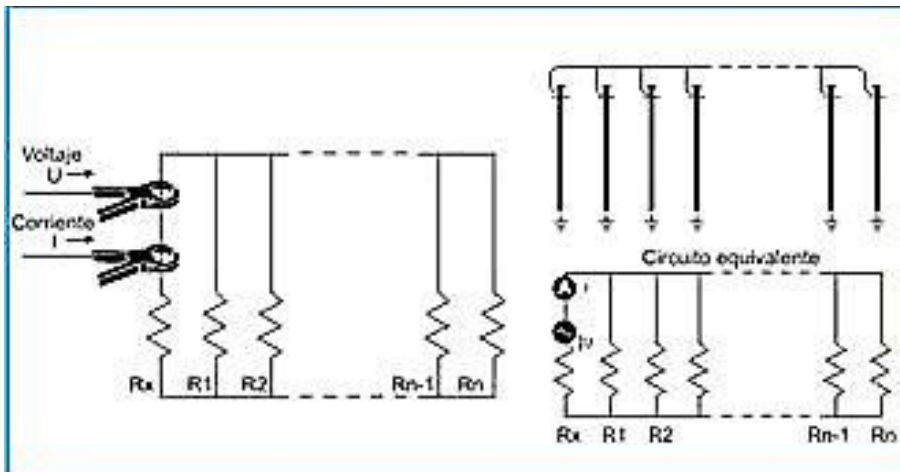 Voltaje
U
Corriente
I
Rx R1 R2 Rn-1 Rn
Circuito equivalente
A
Rx R1 R2 Rn-1 Rn